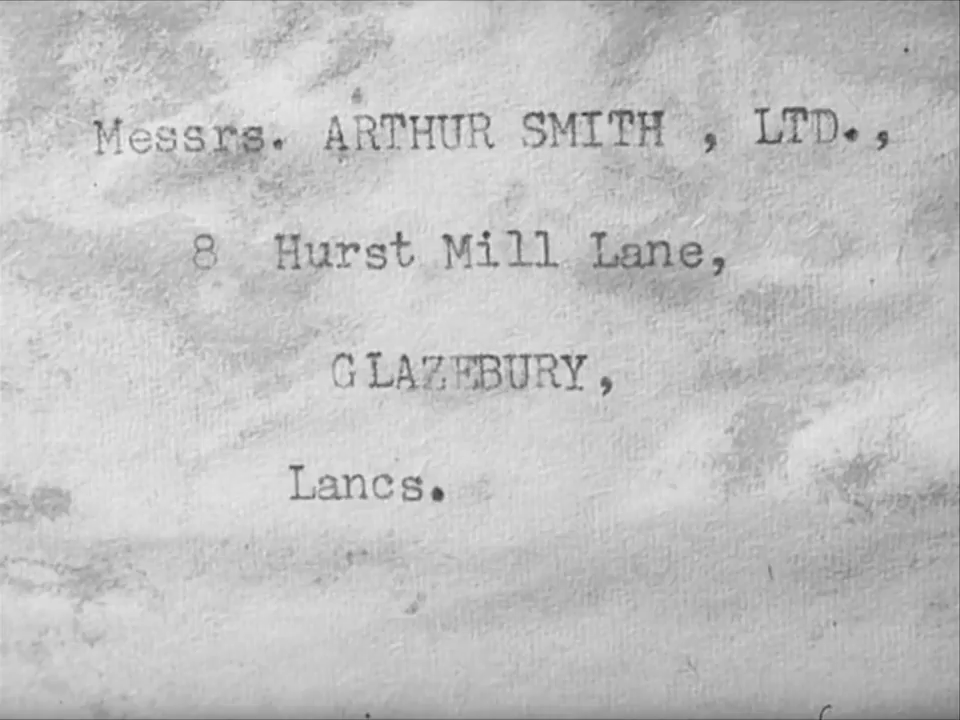 Messrs. ARTHUR SMITH , LTD.,
8 Hurst Mill Lane,
GLAZEBURY,
Lancs.